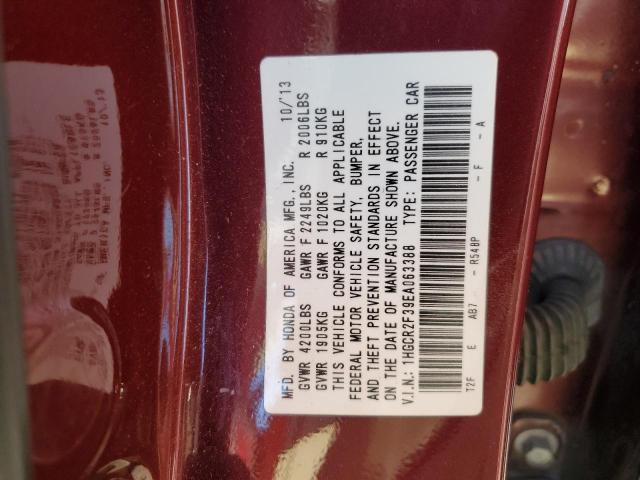 MFD. BY HONDA OF AMERICA MFG., INC. 10/'13
GVWR 4200LBS GAWR F 2249LBS R 2006LBS
GVWR 1905KG GAWR F 1020KG R 910KG
THIS VEHICLE CONFORMS TO ALL APPLICABLE
FEDERAL MOTOR VEHICLE SAFETY, BUMPER,
AND THEFT PREVENTION STANDARDS IN EFFECT
ON THE DATE OF MANUFACTURE SHOWN ABOVE.
V.I.N.: 1HGCR2F39EA063388 TYPE: PASSENGER CAR
T2F E AB7 - R548P - F - A